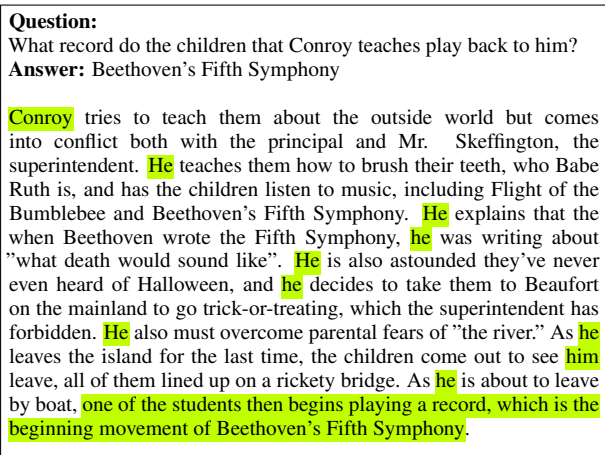 Question:
What record do the children that Conroy teaches play back to him?
Answer: Beethoven's Fifth Symphony
Conroy tries to teach them about the outside world but comes
into conflict both with the principal and Mr. Skeffington, the
superintendent. He teaches them how to brush their teeth, who Babe
Ruth is, and has the children listen to music, including Flight of the
Bumblebee and Beethoven's Fifth Symphony. He explains that the
when Beethoven wrote the Fifth Symphony, he was writing about
"what death would sound like". He is also astounded they've never
even heard of Halloween, and he decides to take them to Beaufort
on the mainland to go trick-or-treating, which the superintendent has
forbidden. He also must overcome parental fears of "the river." As he
leaves the island for the last time, the children come out to see him
leave, all of them lined up on a rickety bridge. As he is about to leave
by boat, one of the students then begins playing a record, which is the
beginning movement of Beethoven's Fifth Symphony.